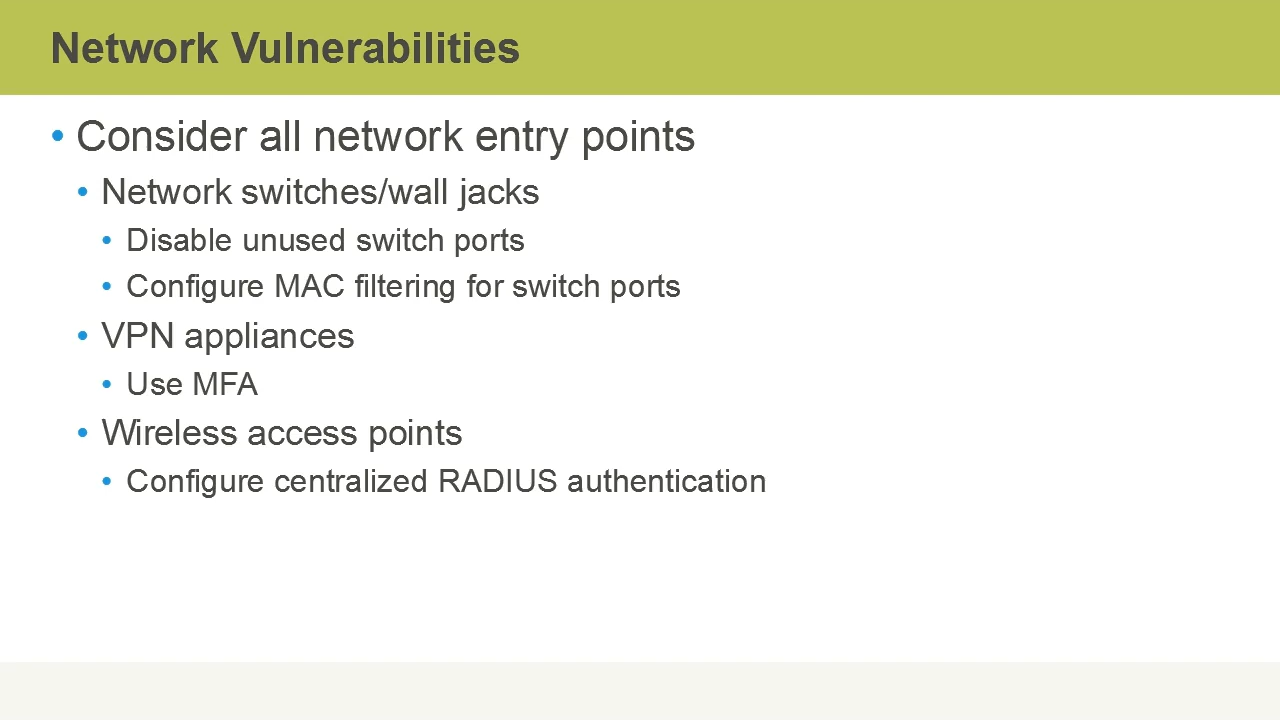 Network Vulnerabilities
• Consider all network entry points
• Network switches/wall jacks
• Disable unused switch ports
• Configure MAC filtering for switch ports
• VPN appliances
• Use MFA
• Wireless access points
• Configure centralized RADIUS authentication